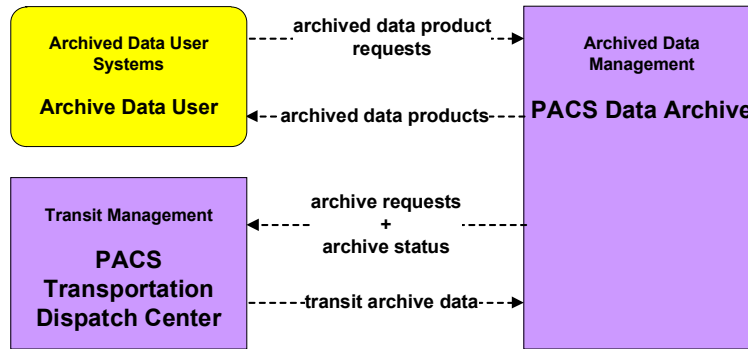 Archived Data User
Systems
Archive Data User
archived data product
requests
archived data products
Archived Data
Management
PACS Data Archive
Transit Management
PACS
Transportation
Dispatch Center
archive requests
+
archive status
transit archive data